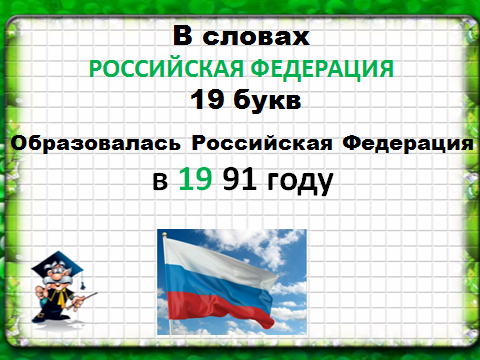 В словах
РОССИЙСКАЯ ФЕДЕРАЦИЯ
19 букв
Образовалась Российская Федерация
в 19 91 году